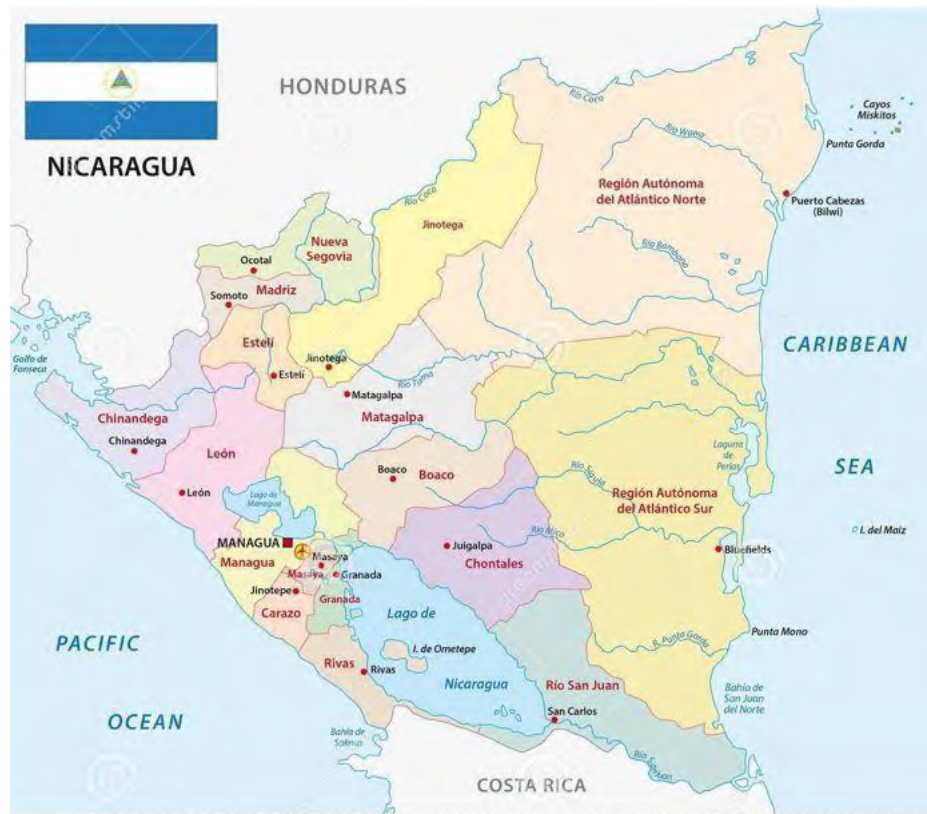 HONDURAS
NICARAGUA
Cayos
Miskitos
Punta Gorda
Río Coco
Río Wawa
Región Autónoma
del Atlántico Norte
Puerto Cabezas
(Bilwi)
Río Coco
Jinotega
Nueva
Segovia
Ocotal
Madriz
Somoto
Río Bambana
Estelí
Estelí
Jinotega
Golfo de
Fonseca
CARIBBEAN
SEA
Río Tuma
Matagalpa
Matagalpa
Chinandega
Chinandega
León
León
Boaco
Boaco
Laguna
de
Perlas
Río Siquia
Región Autónoma
del Atlántico Sur
Lago de
Managua
I. del Maiz
Río Mico
MANAGUA
Managua
Masaya
Masaya
Granada
Granada
Juigalpa
Chontales
Bluefields
Jinotepe
Carazo
Lago de
Nicaragua
I. de Ometepe
R. Punta Gorda
Punta Mono
PACIFIC
OCEAN
Rivas
Rivas
Río San Juan
San Carlos
Bahía de
San Juan
del Norte
Bahía de
Río San Juan
COSTA RICA